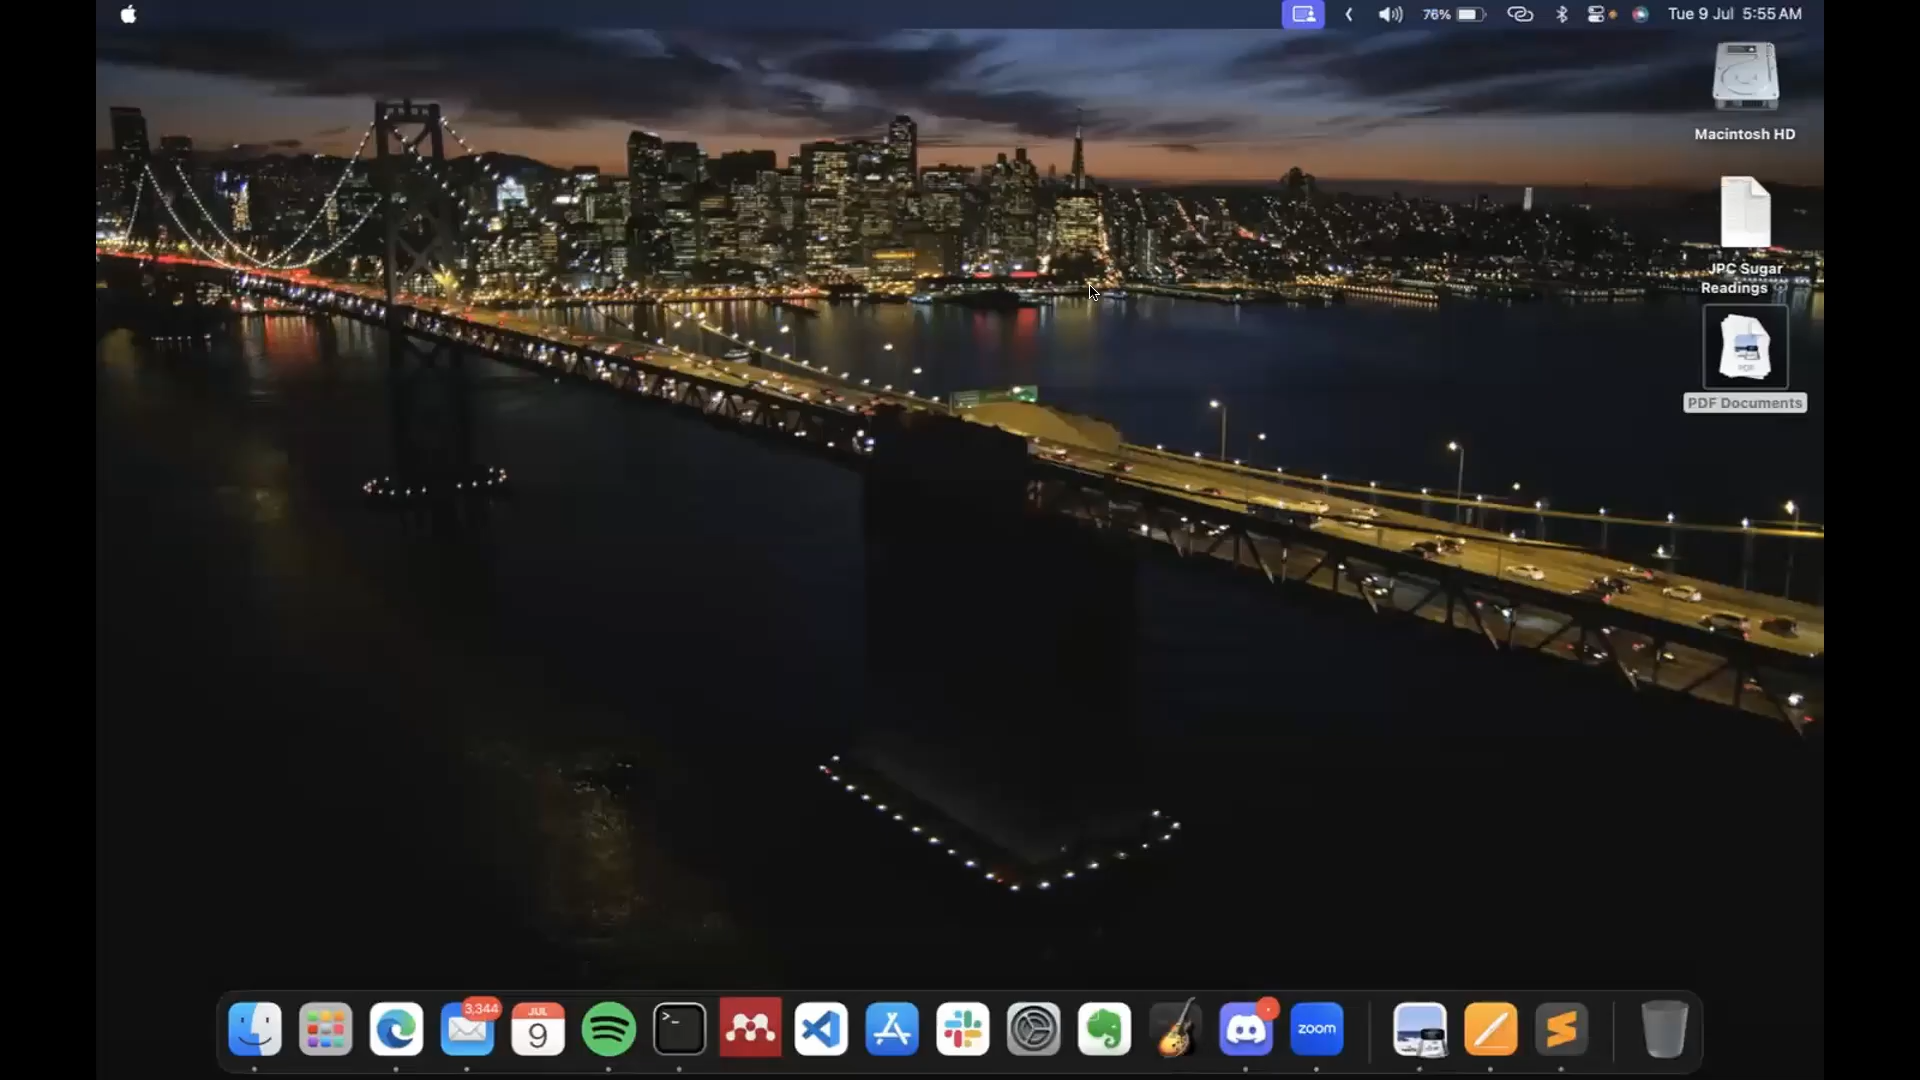 76%
Tue 9 Jul 5:55 AM
Macintosh HD
JPC Sugar
Readings
PDF
PDF Documents
3,344
JUL
9
>_
zoom